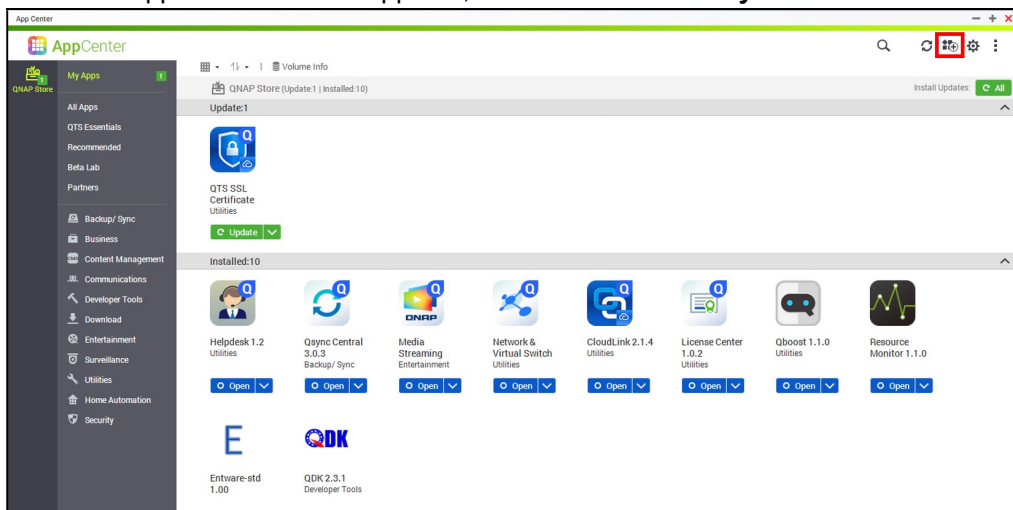 App Center
AppCenter
QNAP Store
1
My Apps
1
All Apps
QTS Essentials
Recommended
Beta Lab
Partners
Backup/ Sync
Business
Content Management
Communications
Developer Tools
Download
Entertainment
Surveillance
Utilities
Home Automation
Security
Volume Info
QNAP Store (Update:1 | Installed:10)
Install Updates:
All
Update:1
QTS SSL
Certificate
Utilities
Update
Installed:10
Helpdesk 1.2
Utilities
Open
Qsync Central
3.0.3
Backup/ Sync
Open
QNAP
Media
Streaming
Entertainment
Open
Network &
Virtual Switch
Utilities
Open
CloudLink 2.1.4
Utilities
Open
License Center
1.0.2
Utilities
Open
Qboost 1.1.0
Utilities
Open
Resource
Monitor 1.1.0
Open
E
Entware-std
1.00
QDK
QDK 2.3.1
Developer Tools